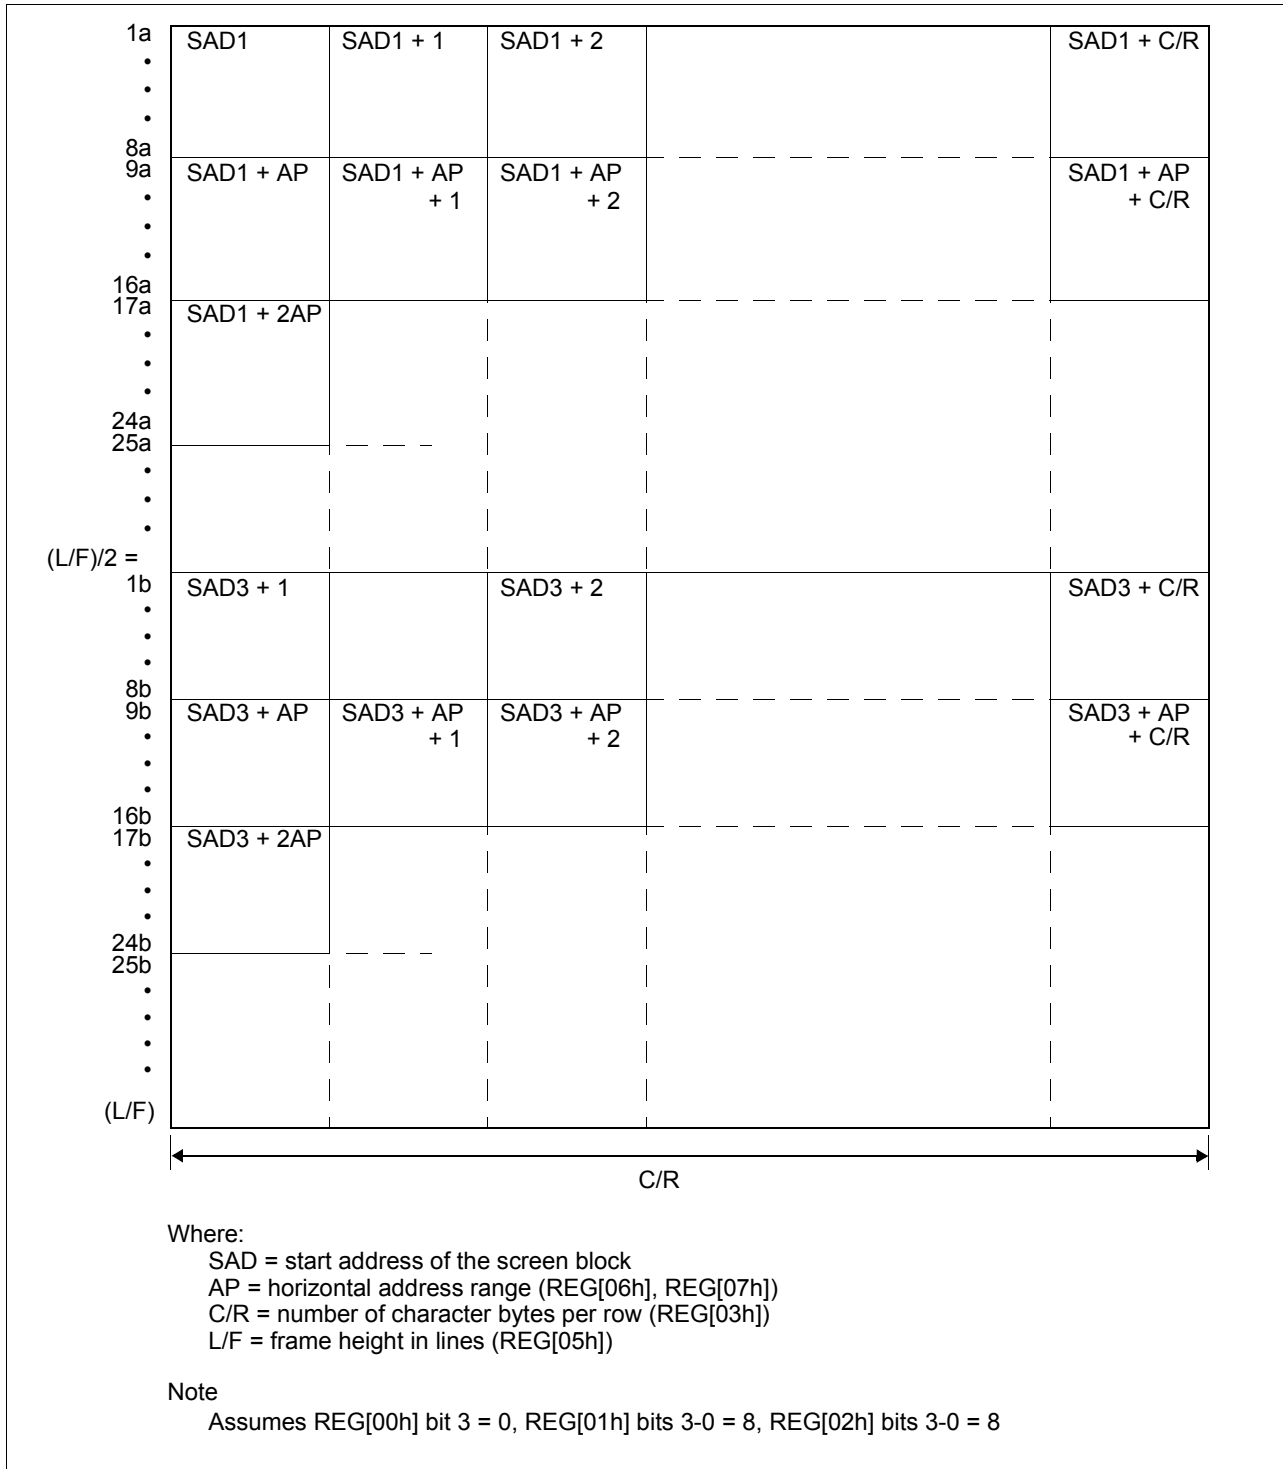 1a SAD1 SAD1 + 1 SAD1 + 2 SAD1 + C/R
8a
9a SAD1 + AP SAD1 + AP SAD1 + AP SAD1 + AP
+ 1 + 2 + C/R
16a
17a SAD1 + 2AP
24a
25a
(L/F)/2 =
1b SAD3 + 1 SAD3 + 2 SAD3 + C/R
8b
9b SAD3 + AP SAD3 + AP SAD3 + AP SAD3 + AP
+ 1 + 2 + C/R
16b
17b SAD3 + 2AP
24b
25b
(L/F)
C/R
Where:
SAD = start address of the screen block
AP = horizontal address range (REG[06h], REG[07h])
C/R = number of character bytes per row (REG[03h])
L/F = frame height in lines (REG[05h])
Note
Assumes REG[00h] bit 3 = 0, REG[01h] bits 3-0 = 8, REG[02h] bits 3-0 = 8